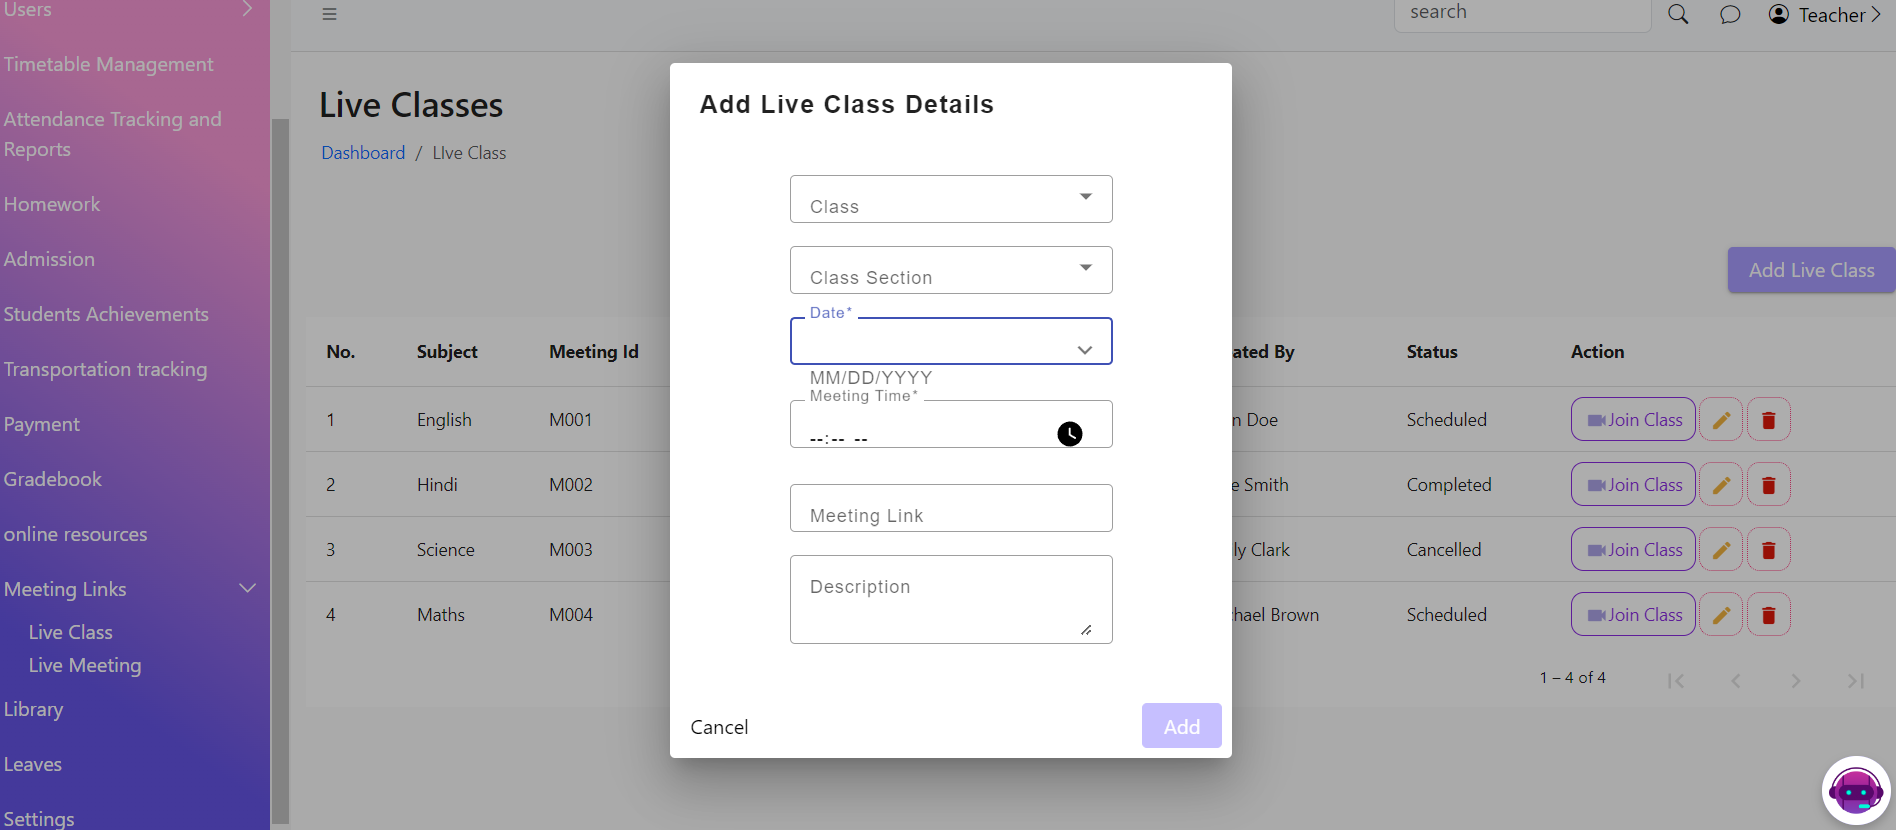 Users
Timetable Management
Attendance Tracking and
Reports
Homework
Admission
Students Achievements
Transportation tracking
Payment
Gradebook
online resources
Meeting Links
Live Class
Live Meeting
Library
Leaves
Settings
search
Teacher
Live Classes
Dashboard / LIve Class
Add Live Class
No. Subject Meeting Id ated By Status Action
1 English M001 n Doe Scheduled Join Class
2 Hindi M002 e Smith Completed Join Class
3 Science M003 ly Clark Cancelled Join Class
4 Maths M004 hael Brown Scheduled Join Class
1 – 4 of 4
Add Live Class Details
Class
Class Section
Date*
MM/DD/YYYY
Meeting Time*
--:-- --
Meeting Link
Description
Cancel
Add